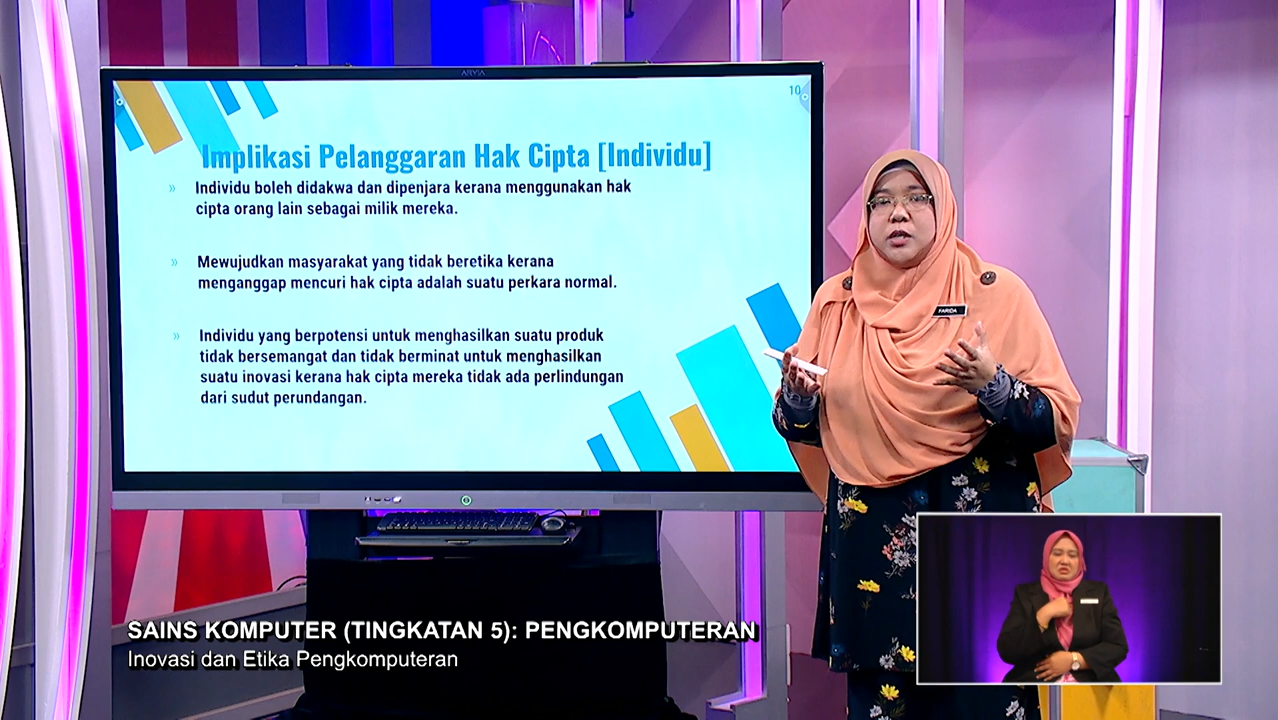 ARVIA
10
Implikasi Pelanggaran Hak Cipta [Individu]
» Individu boleh didakwa dan dipenjara kerana menggunakan hak
cipta orang lain sebagai milik mereka.
» Mewujudkan masyarakat yang tidak beretika kerana
menganggap mencuri hak cipta adalah suatu perkara normal.
» Individu yang berpotensi untuk menghasilkan suatu produk
tidak bersemangat dan tidak berminat untuk menghasilkan
suatu inovasi kerana hak cipta mereka tidak ada perlindungan
dari sudut perundangan.
FARIDA
SAINS KOMPUTER (TINGKATAN 5): PENGKOMPUTERAN
Inovasi dan Etika Pengkomputeran